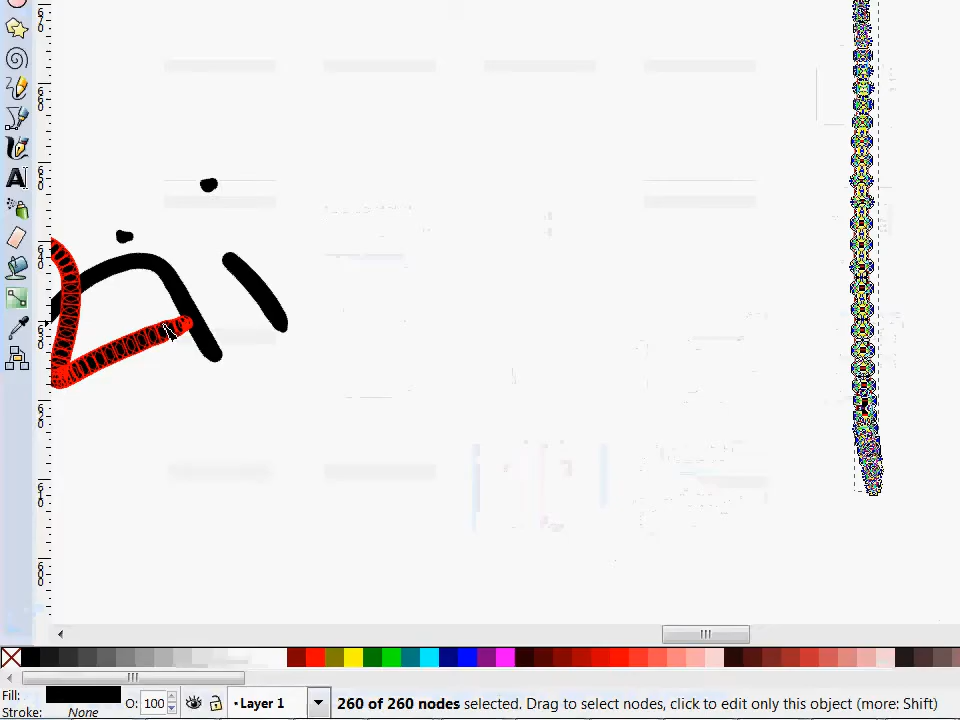 Fill:
Stroke:
None
O: 100
Layer 1
260 of 260 nodes selected. Drag to select nodes, click to edit only this object (more: Shift)